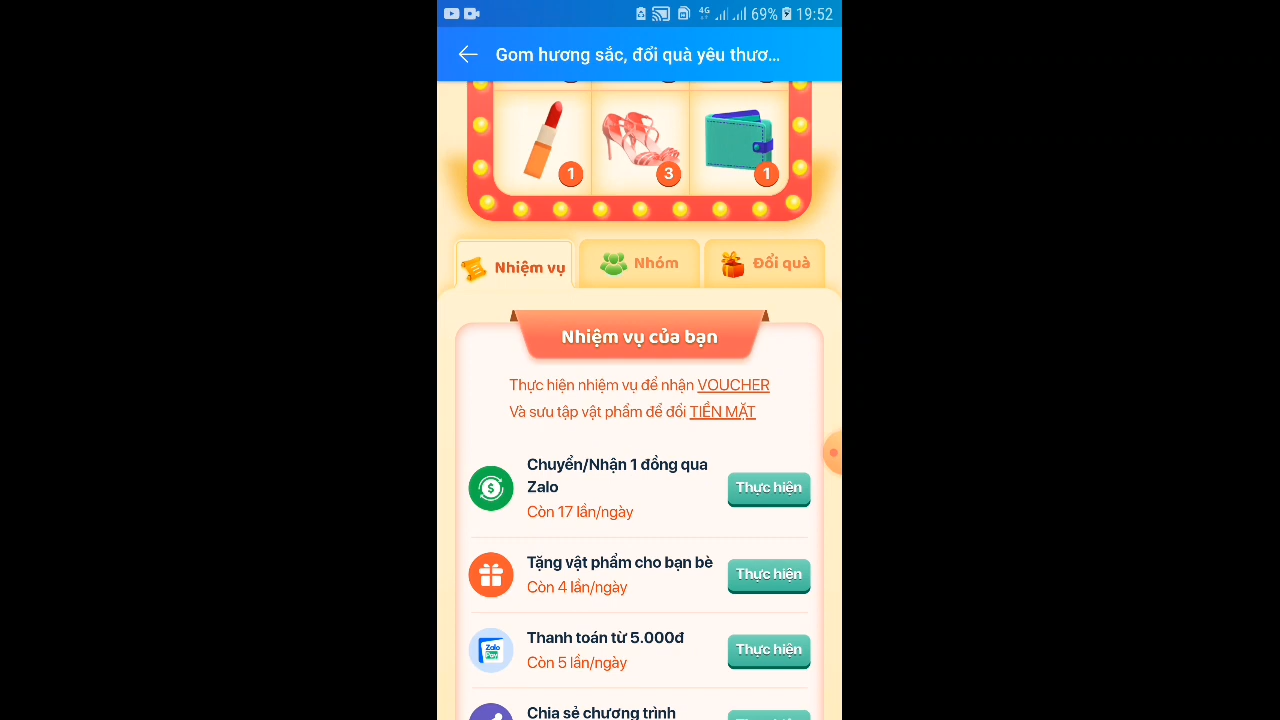 4G 69% 19:52
Gom hương sắc, đổi quà yêu thươ...
1 3 1
Nhiệm vụ Nhóm Đổi quà
Nhiệm vụ của bạn
Thực hiện nhiệm vụ để nhận VOUCHER
Và sưu tập vật phẩm để đổi TIỀN MẶT
Chuyển/Nhận 1 đồng qua
Zalo
Còn 17 lần/ngày
Thực hiện
Tặng vật phẩm cho bạn bè
Còn 4 lần/ngày
Thực hiện
Zalo
Pay
Thanh toán từ 5.000đ
Còn 5 lần/ngày
Thực hiện
Chia sẻ chương trình